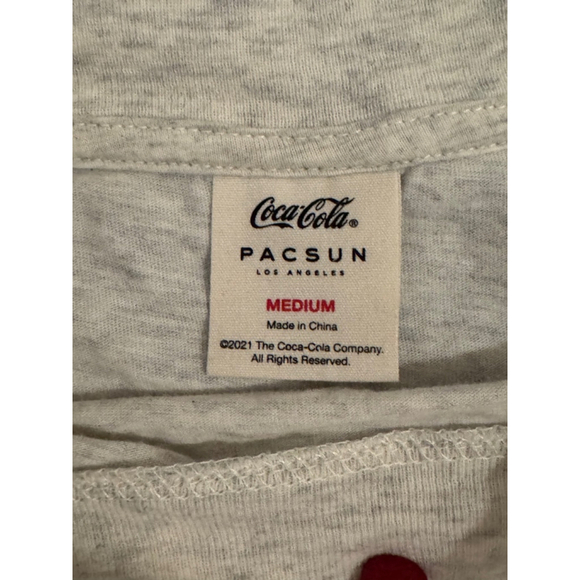 Coca-Cola®
PACSUN
LOS ANGELES
MEDIUM
Made in China
©2021 The Coca-Cola Company.
All Rights Reserved.